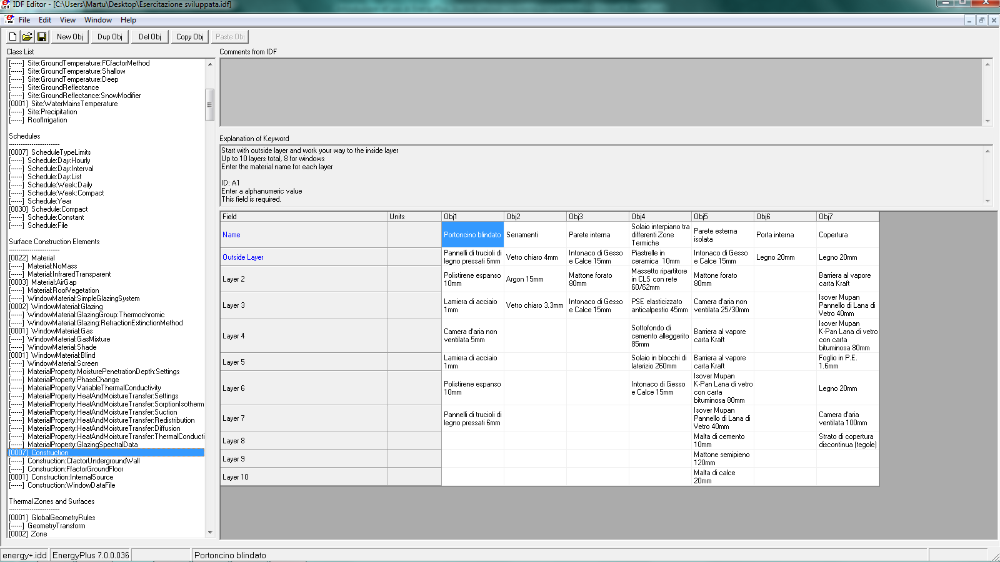 IDF Editor - [C:\Users\Martu\Desktop\Esercitazione sviluppata.idf]
File Edit View Window Help
New Obj Dup Obj Del Obj Copy Obj Paste Obj
Class List
[------] Site:GroundTemperature:FCfactorMethod
[------] Site:GroundTemperature:Shallow
[------] Site:GroundTemperature:Deep
[------] Site:GroundReflectance
[------] Site:GroundReflectance:SnowModifier
[0001] Site:WaterMainsTemperature
[------] Site:Precipitation
[------] RoofIrrigation
Schedules
--------------------------
[0007] ScheduleTypeLimits
[------] Schedule:Day:Hourly
[------] Schedule:Day:Interval
[------] Schedule:Day:List
[------] Schedule:Week:Daily
[------] Schedule:Week:Compact
[------] Schedule:Year
[0030] Schedule:Compact
[------] Schedule:Constant
[------] Schedule:File
Surface Construction Elements
--------------------------
[0022] Material
[------] Material:NoMass
[------] Material:InfraredTransparent
[0003] Material:AirGap
[------] Material:RoofVegetation
[------] WindowMaterial:SimpleGlazingSystem
[0002] WindowMaterial:Glazing
[------] WindowMaterial:GlazingGroup:Thermochromic
[------] WindowMaterial:Glazing:RefractionExtinctionMethod
[0001] WindowMaterial:Gas
[------] WindowMaterial:GasMixture
[------] WindowMaterial:Shade
[0001] WindowMaterial:Blind
[------] WindowMaterial:Screen
[------] MaterialProperty:MoisturePenetrationDepth:Settings
[------] MaterialProperty:PhaseChange
[------] MaterialProperty:VariableThermalConductivity
[------] MaterialProperty:HeatAndMoistureTransfer:Settings
[------] MaterialProperty:HeatAndMoistureTransfer:SorptionIsotherm
[------] MaterialProperty:HeatAndMoistureTransfer:Suction
[------] MaterialProperty:HeatAndMoistureTransfer:Redistribution
[------] MaterialProperty:HeatAndMoistureTransfer:Diffusion
[------] MaterialProperty:HeatAndMoistureTransfer:ThermalConducti
[------] MaterialProperty:GlazingSpectralData
[0007] Construction
[------] Construction:CfactorUndergroundWall
[------] Construction:FfactorGroundFloor
[0001] Construction:InternalSource
[------] Construction:WindowDataFile
Thermal Zones and Surfaces
--------------------------
[0001] GlobalGeometryRules
[------] GeometryTransform
[0002] Zone
Comments from IDF
Explanation of Keyword
Start with outside layer and work your way to the inside layer
Up to 10 layers total, 8 for windows
Enter the material name for each layer
ID: A1
Enter a alphanumeric value
This field is required.
Field Units Obj1 Obj2 Obj3 Obj4 Obj5 Obj6 Obj7
Name
Portoncino blindato
Serramenti
Parete interna
Solaio interpiano tra
differenti Zone
Termiche
Parete esterna
isolata
Porta interna
Copertura
Outside Layer
Pannelli di trucioli di
legno pressati 6mm
Vetro chiaro 4mm
Intonaco di Gesso
e Calce 15mm
Piastrelle in
ceramica 10mm
Intonaco di Gesso
e Calce 15mm
Legno 20mm
Legno 20mm
Layer 2
Polistirene espanso
10mm
Argon 15mm
Mattone forato
80mm
Massetto ripartitore
in CLS con rete
60/62mm
Mattone forato
80mm
Barriera al vapore
carta Kraft
Layer 3
Lamiera di acciaio
1mm
Vetro chiaro 3.3mm
Intonaco di Gesso
e Calce 15mm
PSE elasticizzato
anticalpestio 45mm
Camera d'aria non
ventilata 25/30mm
Isover Mupan
Pannello di Lana di
Vetro 40mm
Layer 4
Camera d'aria non
ventilata 5mm
Sottofondo di
cemento alleggerito
85mm
Barriera al vapore
carta Kraft
Isover Mupan
K-Pan Lana di vetro
con carta
bituminosa 80mm
Layer 5
Lamiera di acciaio
1mm
Solaio in blocchi di
laterizio 260mm
Barriera al vapore
carta Kraft
Foglio in P.E.
1.6mm
Layer 6
Polistirene espanso
10mm
Intonaco di Gesso
e Calce 15mm
Isover Mupan
K-Pan Lana di vetro
con carta
bituminosa 80mm
Legno 20mm
Layer 7
Pannelli di trucioli di
legno pressati 6mm
Isover Mupan
Pannello di Lana di
Vetro 40mm
Camera d'aria
ventilata 100mm
Layer 8
Malta di cemento
10mm
Strato di copertura
discontinua (tegole)
Layer 9
Mattone semipieno
120mm
Layer 10
Malta di calce
20mm
energy+.idd EnergyPlus 7.0.0.036 Portoncino blindato